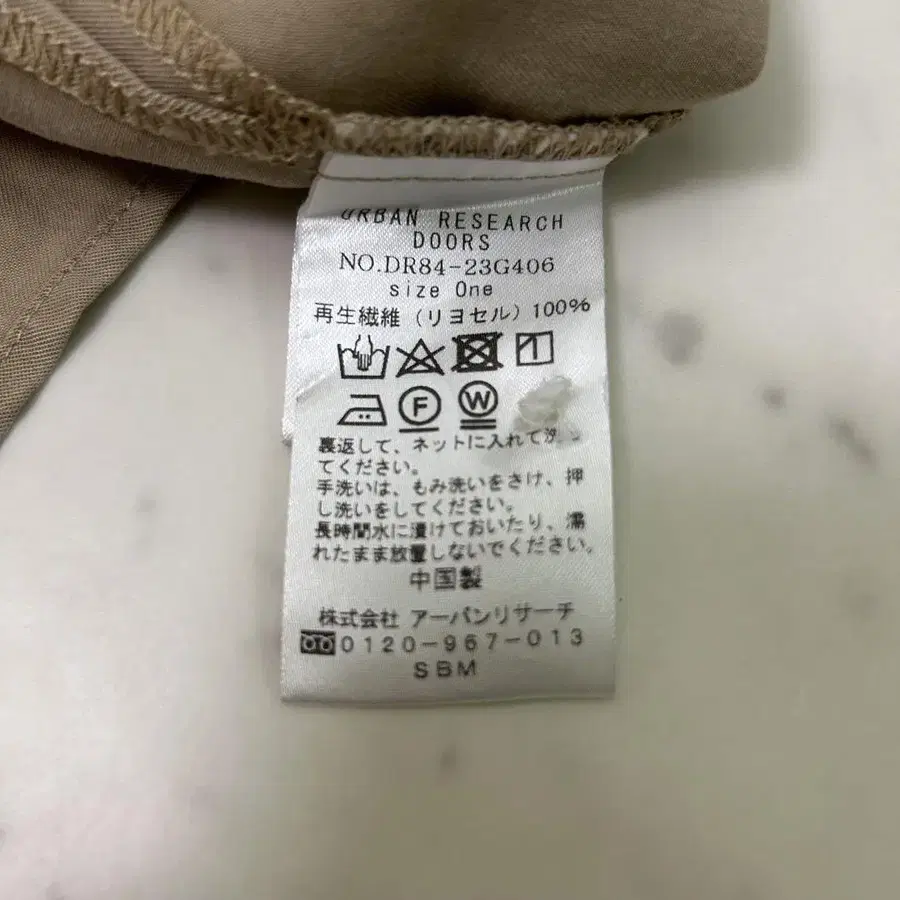 URBAN RESEARCH
DOORS
NO.DR84-23G406
size One
再生繊維 (リヨセル) 100%
F W
裏返して、ネットに入れて洗っ
てください。
手洗いは、もみ洗いをさけ、押
し洗いをしてください。
長時間水に漬けておいたり、濡
れたまま放置しないでください。
中国製
株式会社 アーバンリサーチ
0120-967-013
SBM